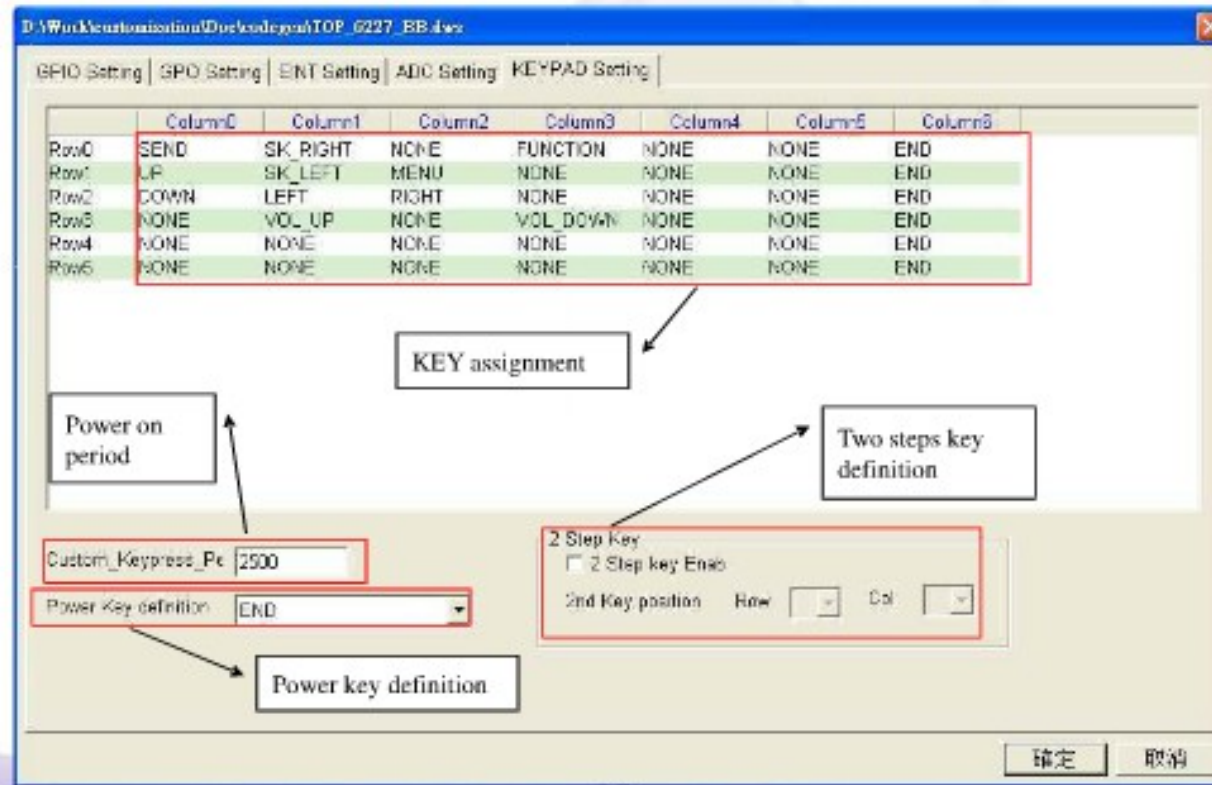 D:\Work\customization\Doc\codegen\TOP_6227_BB.dws
GPIO Setting GPO Setting EINT Setting ADC Setting KEYPAD Setting
Column0 Column1 Column2 Column3 Column4 Column5 Column6
Row0 SEND SK_RIGHT NONE FUNCTION NONE NONE END
Row1 UP SK_LEFT MENU NONE NONE NONE END
Row2 DOWN LEFT RIGHT NONE NONE NONE END
Row3 NONE VOL_UP NONE VOL_DOWN NONE NONE END
Row4 NONE NONE NONE NONE NONE NONE END
Row5 NONE NONE NONE NONE NONE NONE END
KEY assignment
Power on
period
Two steps key
definition
Custom_Keypress_Pe 2500
2 Step Key
2 Step key Enab
Power Key definition END
2nd Key position Row Col
Power key definition
確定 取消